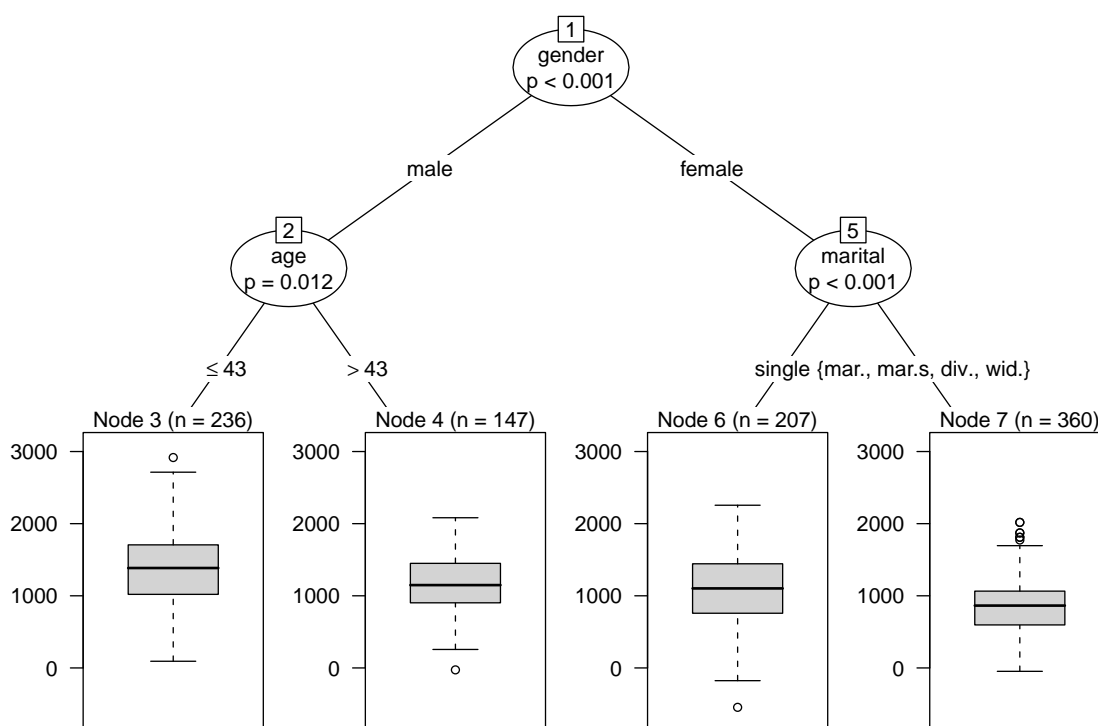 1
gender
p < 0.001
male
female
2
age
p = 0.012
5
marital
p < 0.001
≤ 43
> 43
single
{mar., mar.s, div., wid.}
Node 3 (n = 236)
3000
2000
1000
0
Node 4 (n = 147)
3000
2000
1000
0
Node 6 (n = 207)
3000
2000
1000
0
Node 7 (n = 360)
3000
2000
1000
0